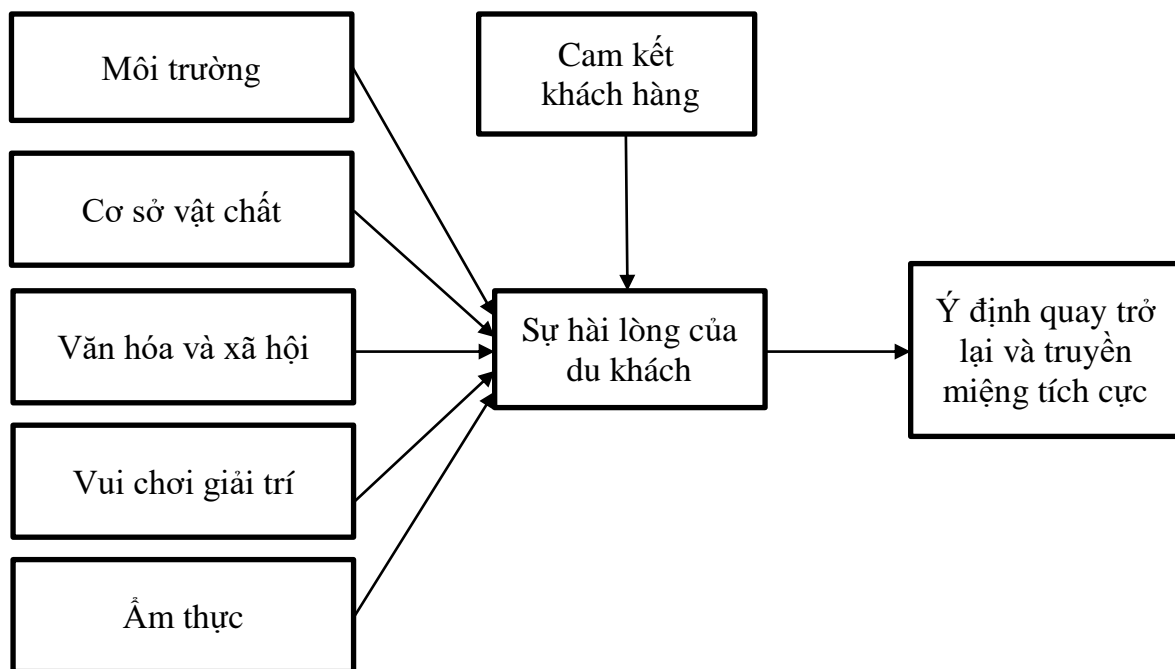 Môi trường
Cơ sở vật chất
Văn hóa và xã hội
Vui chơi giải trí
Ẩm thực
Cam kết
khách hàng
Sự hài lòng của
du khách
Ý định quay trở
lại và truyền
miệng tích cực